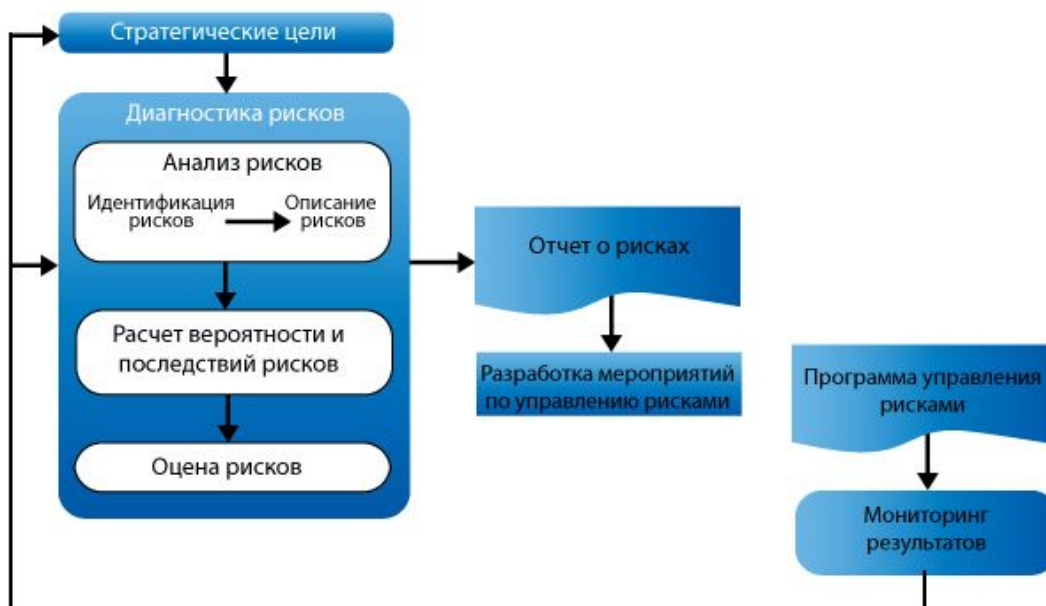 Стратегические цели
Диагностика рисков
Анализ рисков
Идентификация
рисков
Описание
рисков
Расчет вероятности и
последствий рисков
Оцена рисков
Отчет о рисках
Разработка мероприятий
по управлению рисками
Программа управления
рисками
Мониторинг
результатов